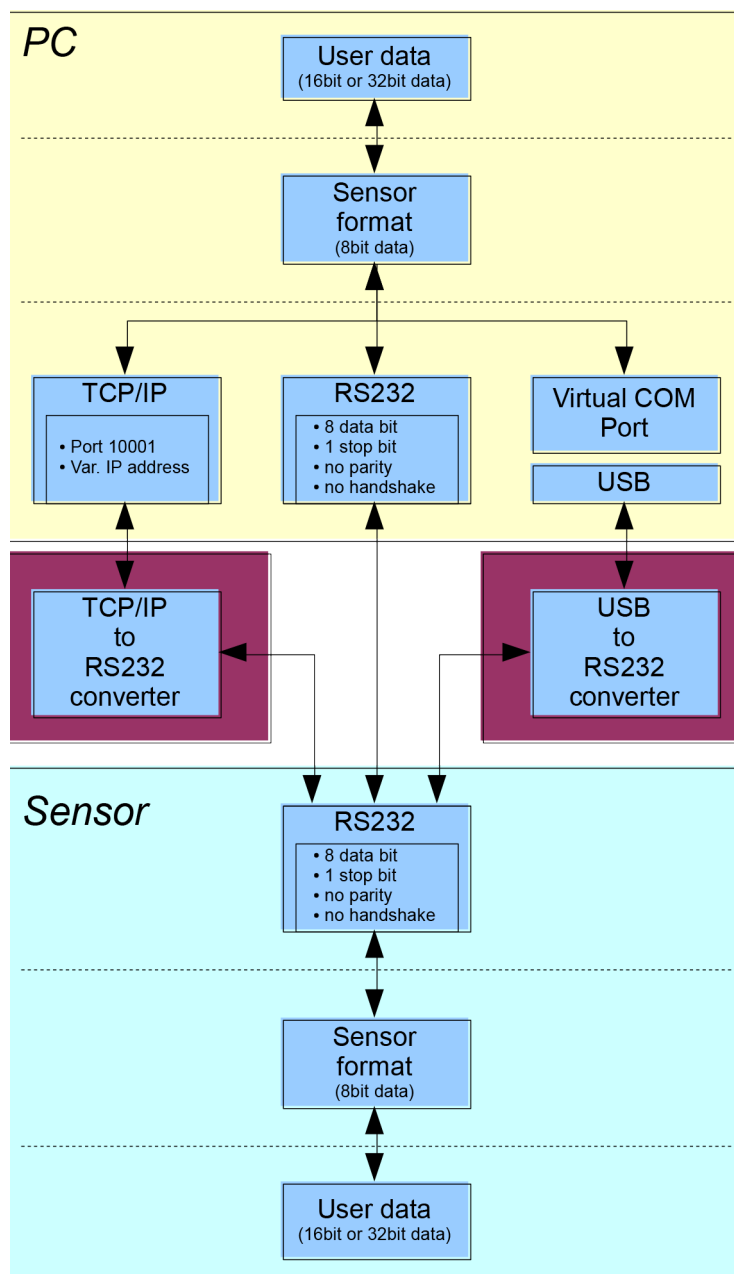 PC
User data
(16bit or 32bit data)
Sensor
format
(8bit data)
TCP/IP
• Port 10001
• Var. IP address
RS232
• 8 data bit
• 1 stop bit
• no parity
• no handshake
Virtual COM
Port
USB
TCP/IP
to
RS232
converter
USB
to
RS232
converter
Sensor
RS232
• 8 data bit
• 1 stop bit
• no parity
• no handshake
Sensor
format
(8bit data)
User data
(16bit or 32bit data)